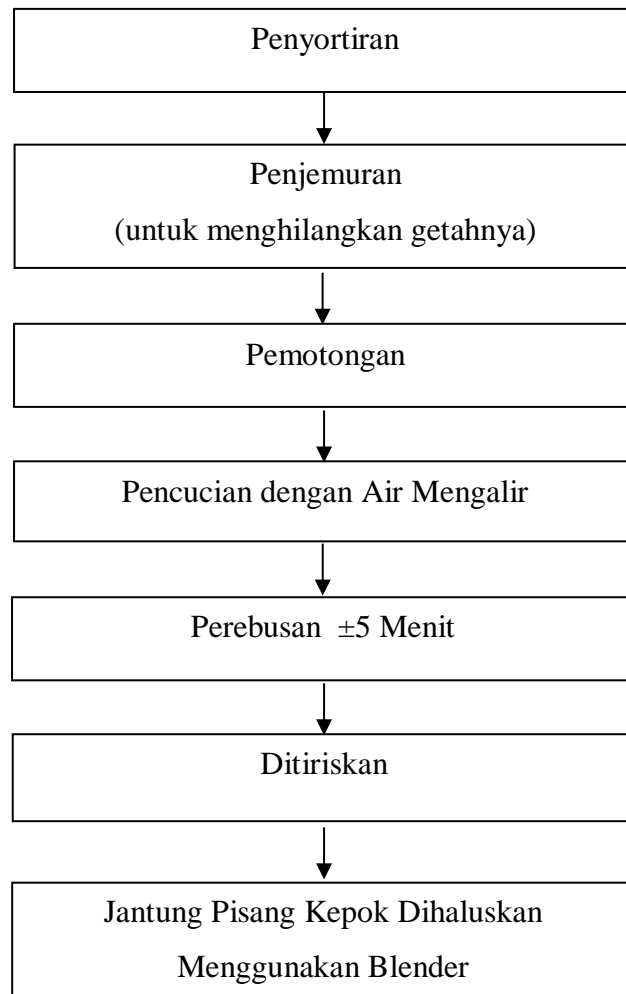 Penyortiran
Penjemuran
(untuk menghilangkan getahnya)
Pemotongan
Pencucian dengan Air Mengalir
Perebusan ±5 Menit
Ditiriskan
Jantung Pisang Kepok Dihaluskan
Menggunakan Blender